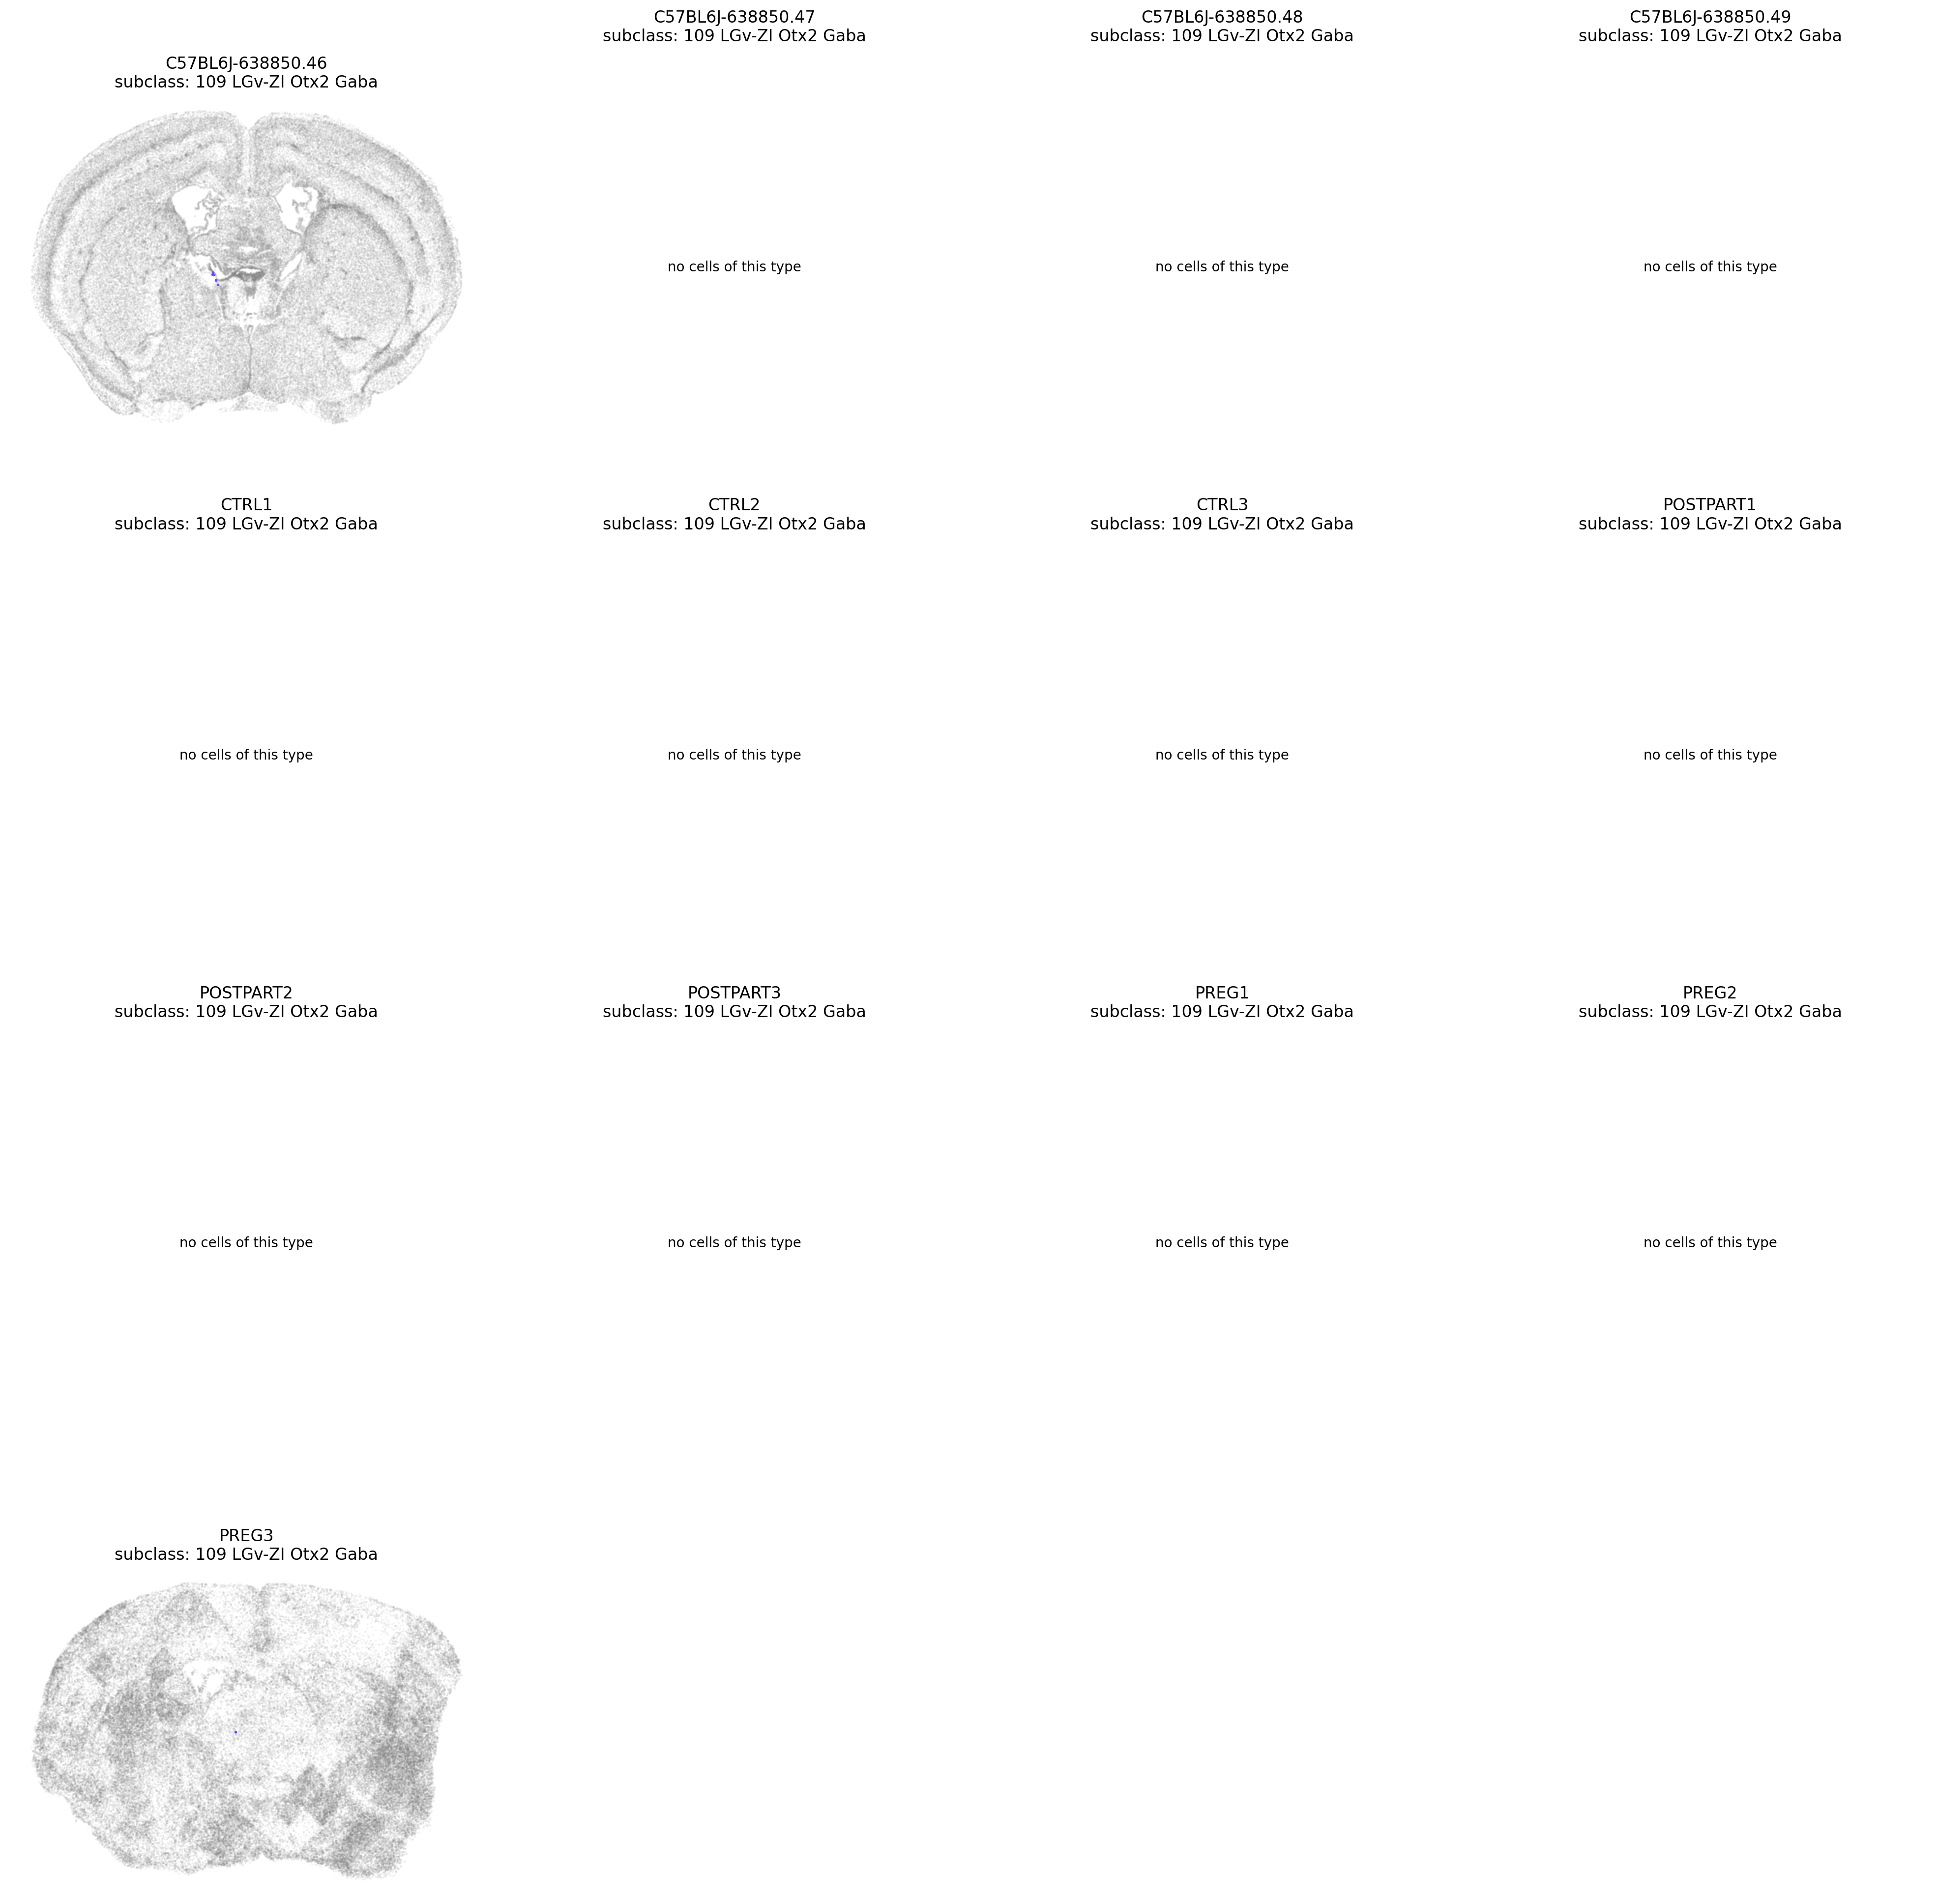 C57BL6J-638850.46
subclass: 109 LGv-ZI Otx2 Gaba
C57BL6J-638850.47
subclass: 109 LGv-ZI Otx2 Gaba
no cells of this type
C57BL6J-638850.48
subclass: 109 LGv-ZI Otx2 Gaba
no cells of this type
C57BL6J-638850.49
subclass: 109 LGv-ZI Otx2 Gaba
no cells of this type
CTRL1
subclass: 109 LGv-ZI Otx2 Gaba
no cells of this type
CTRL2
subclass: 109 LGv-ZI Otx2 Gaba
no cells of this type
CTRL3
subclass: 109 LGv-ZI Otx2 Gaba
no cells of this type
POSTPART1
subclass: 109 LGv-ZI Otx2 Gaba
no cells of this type
POSTPART2
subclass: 109 LGv-ZI Otx2 Gaba
no cells of this type
POSTPART3
subclass: 109 LGv-ZI Otx2 Gaba
no cells of this type
PREG1
subclass: 109 LGv-ZI Otx2 Gaba
no cells of this type
PREG2
subclass: 109 LGv-ZI Otx2 Gaba
no cells of this type
PREG3
subclass: 109 LGv-ZI Otx2 Gaba